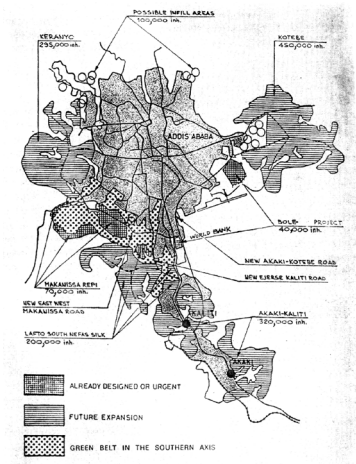 POSSIBLE INFILL AREAS
100,000 inh.
KERANYO
295,000 inh.
KOTEBE
450,000 inh.
ADDIS ABABA
BOLE PROJECT
40,000 inh.
WORLD BANK
NEW AKAKI-KOTEBE ROAD
NEW EJERSE KALITI ROAD
MAKANISSA REPI
70,000 inh.
NEW EAST WEST
MAKANISSA ROAD
LAFTO SOUTH NEFAS SILK
200,000 inh.
KALITI
AKAKI-KALITI
320,000 inh.
AKAKI
ALREADY DESIGNED OR URGENT
FUTURE EXPANSION
GREEN BELT IN THE SOUTHERN AXIS